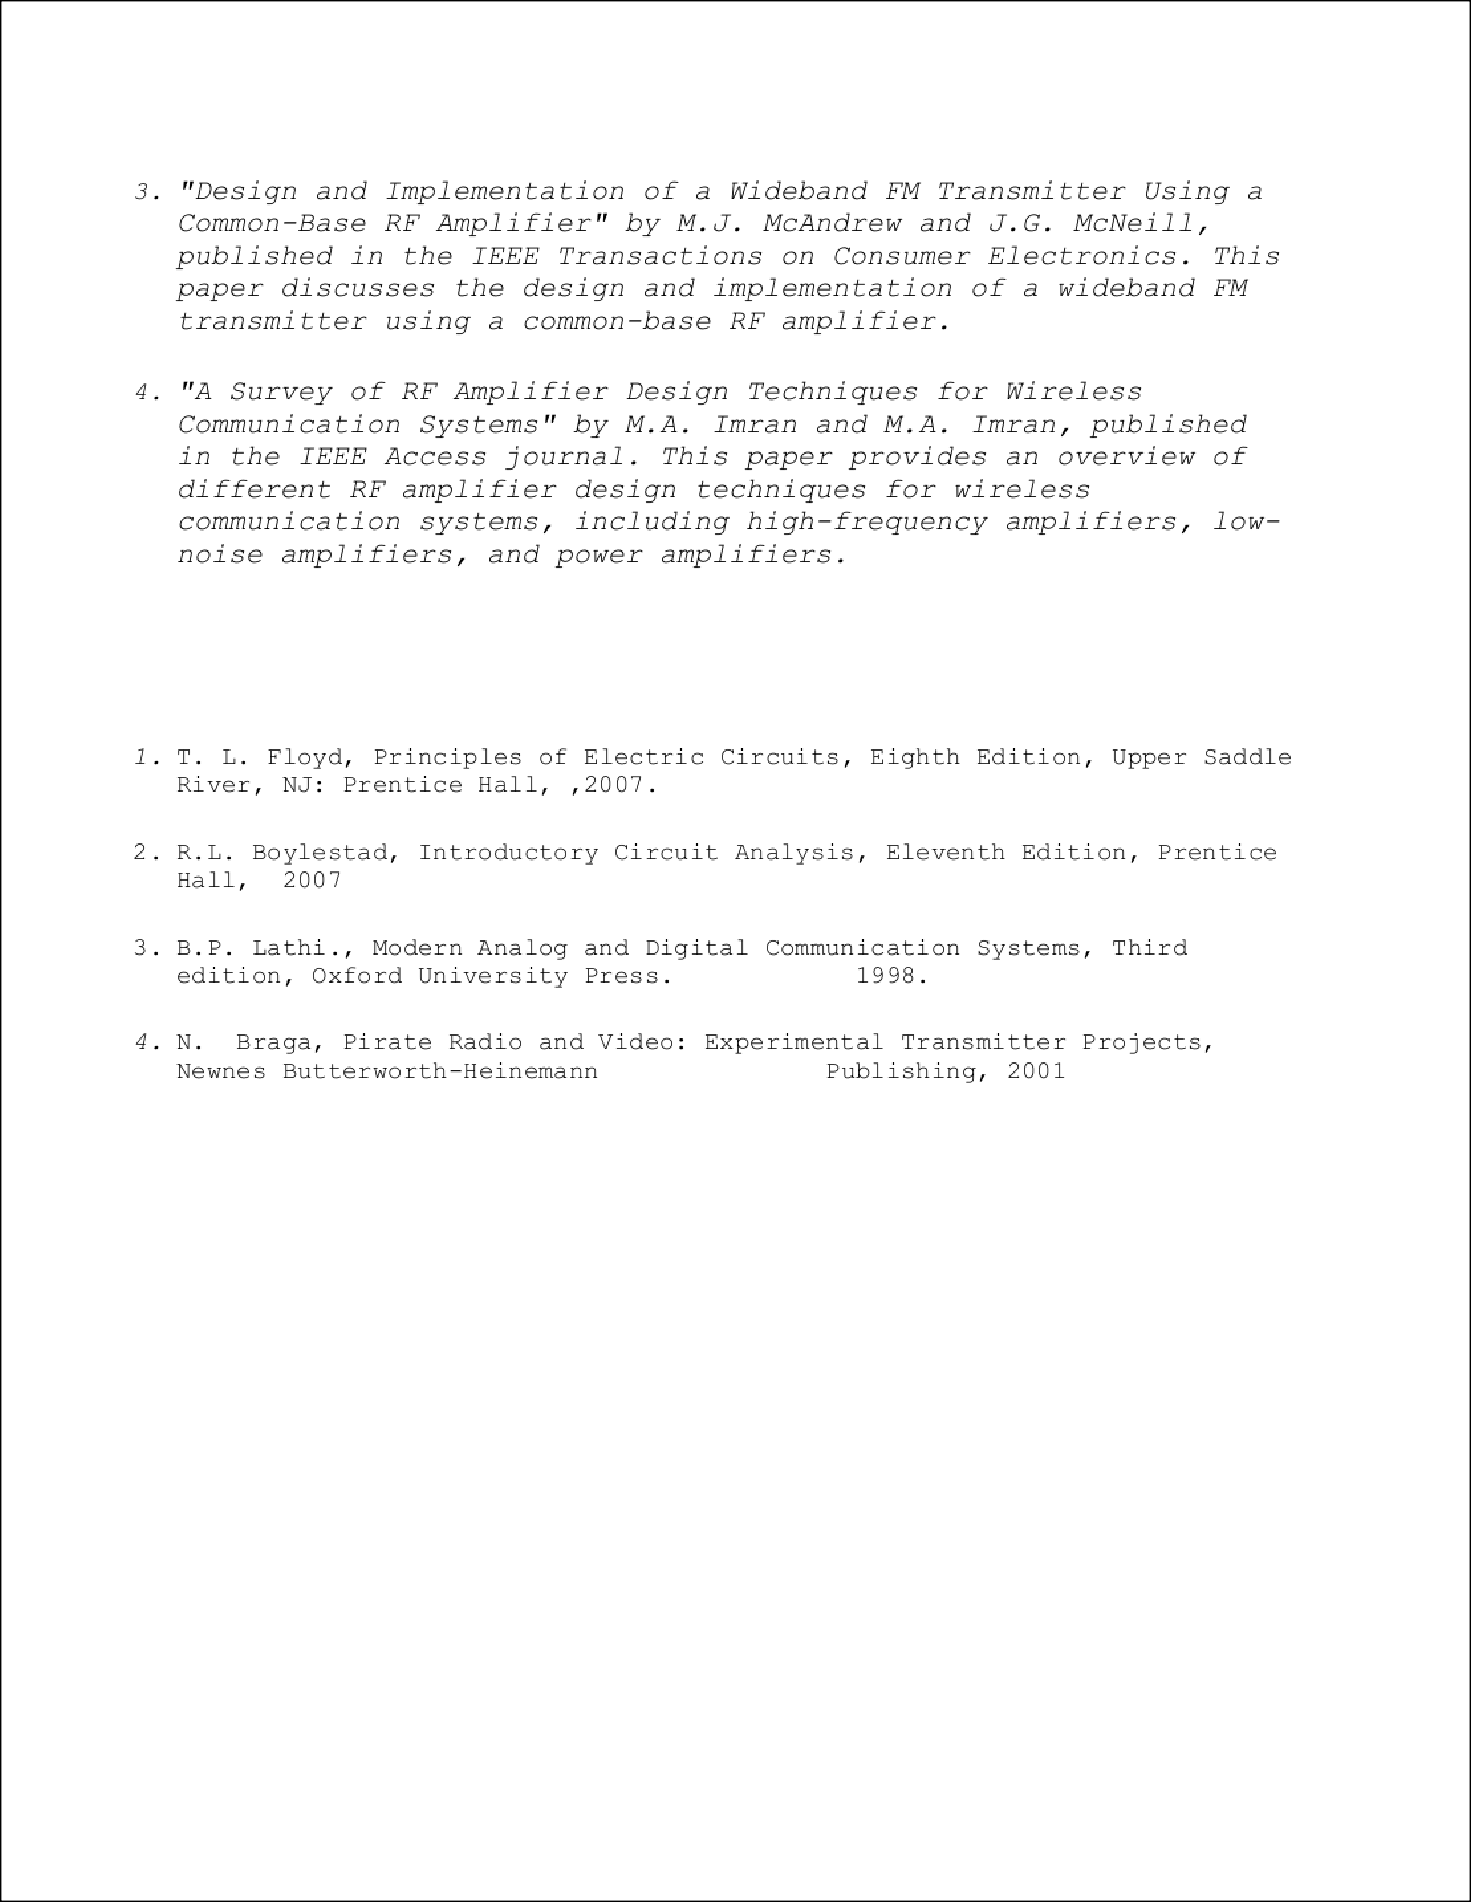 3. "Design and Implementation of a Wideband FM Transmitter Using a
Common-Base RF Amplifier" by M.J. McAndrew and J.G. McNeill,
published in the IEEE Transactions on Consumer Electronics. This
paper discusses the design and implementation of a wideband FM
transmitter using a common-base RF amplifier.
4. "A Survey of RF Amplifier Design Techniques for Wireless
Communication Systems" by M.A. Imran and M.A. Imran, published
in the IEEE Access journal. This paper provides an overview of
different RF amplifier design techniques for wireless
communication systems, including high-frequency amplifiers, low-
noise amplifiers, and power amplifiers.
1. T. L. Floyd, Principles of Electric Circuits, Eighth Edition, Upper Saddle
River, NJ: Prentice Hall, ,2007.
2. R.L. Boylestad, Introductory Circuit Analysis, Eleventh Edition, Prentice
Hall,  2007
3. B.P. Lathi., Modern Analog and Digital Communication Systems, Third
edition, Oxford University Press.            1998.
4. N.  Braga, Pirate Radio and Video: Experimental Transmitter Projects,
Newnes Butterworth-Heinemann               Publishing, 2001